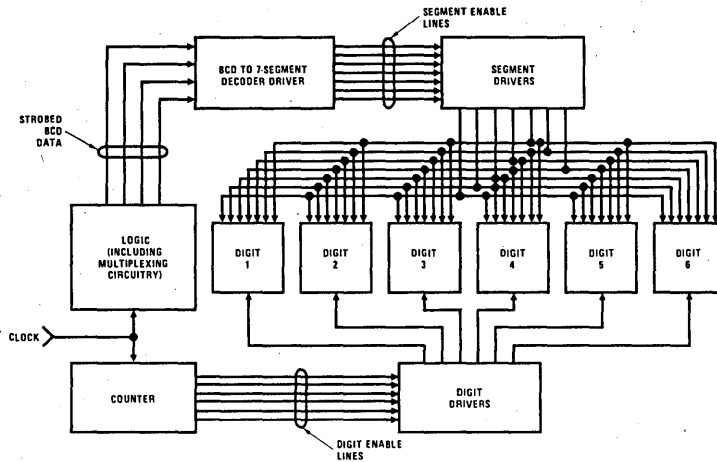 SEGMENT ENABLE
LINES
BCD TO 7-SEGMENT
DECODER DRIVER
SEGMENT
DRIVERS
STROBED
BCD
DATA
LOGIC
(INCLUDING
MULTIPLEXING
CIRCUITRY)
DIGIT
1
DIGIT
2
DIGIT
3
DIGIT
4
DIGIT
5
DIGIT
6
CLOCK
COUNTER
DIGIT
DRIVERS
DIGIT ENABLE
LINES